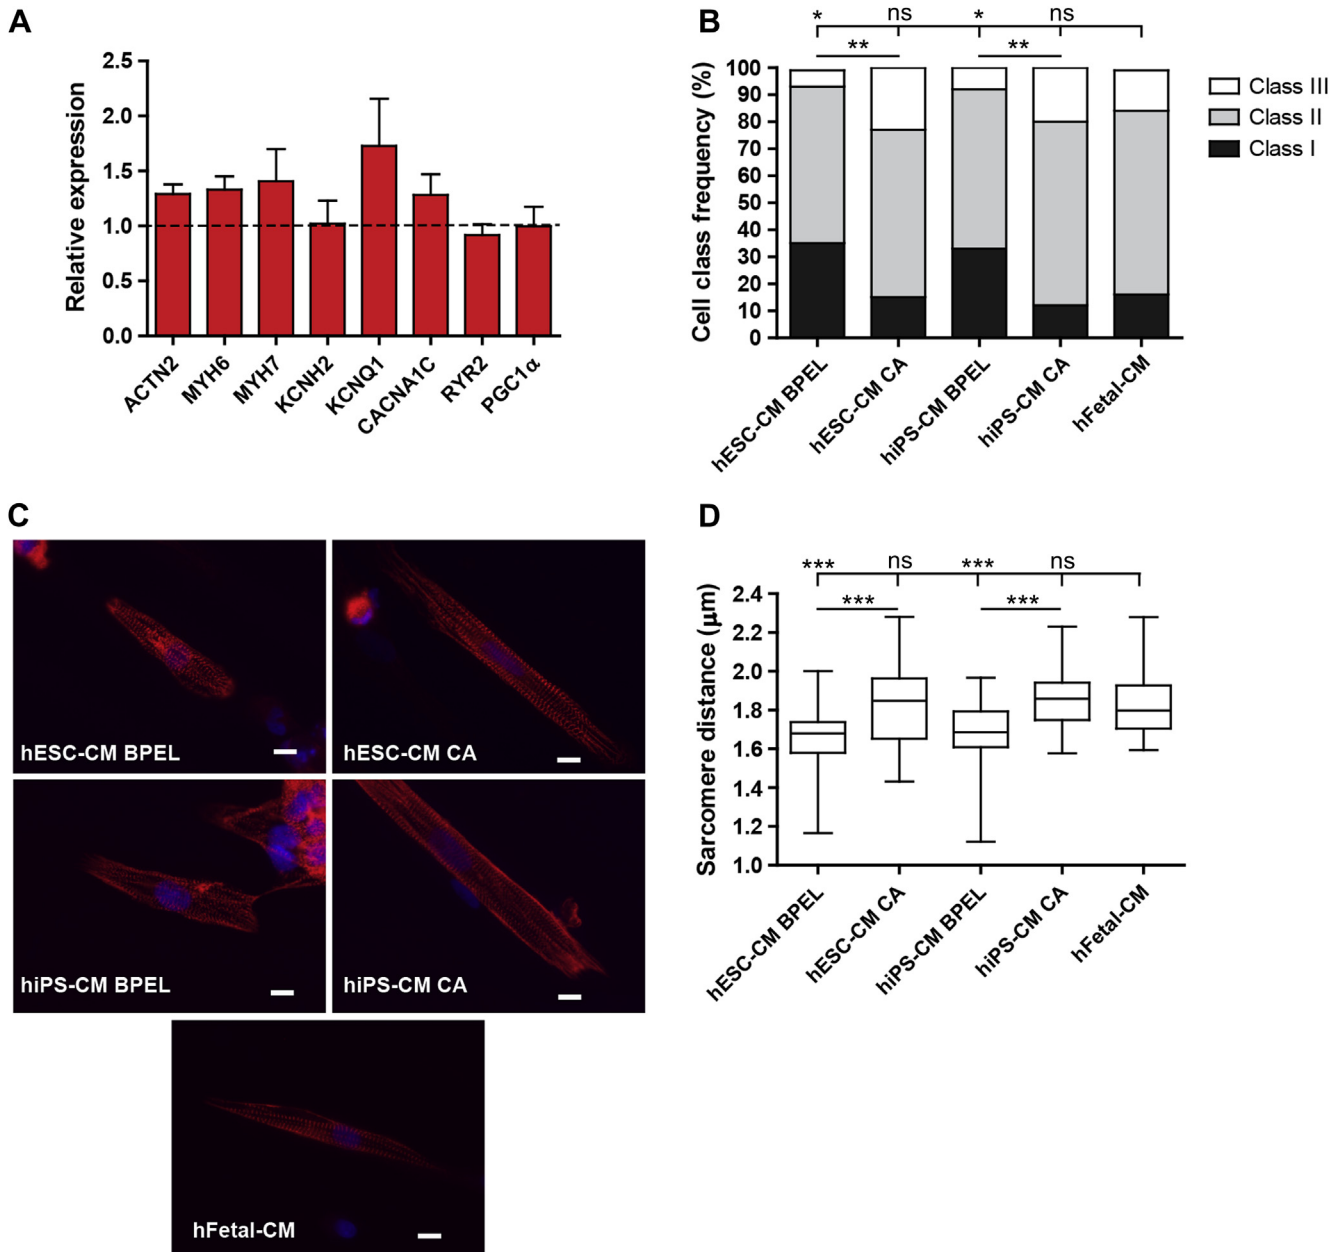 A
Relative expression
2.5
2.0
1.5
1.0
0.5
0.0
ACTN2
MYH6
MYH7
KCNH2
KCNQ1
CACNA1C
RYR2
PGC1α
B
* ns * ns
** **
Cell class frequency (%)
100
90
80
70
60
50
40
30
20
10
0
Class III
Class II
Class I
hESC-CM BPEL
hESC-CM CA
hiPS-CM BPEL
hiPS-CM CA
hFetal-CM
C
hESC-CM BPEL
hESC-CM CA
hiPS-CM BPEL
hiPS-CM CA
hFetal-CM
D
*** ns *** ns
*** ***
Sarcomere distance (μm)
2.4
2.2
2.0
1.8
1.6
1.4
1.2
1.0
hESC-CM BPEL
hESC-CM CA
hiPS-CM BPEL
hiPS-CM CA
hFetal-CM